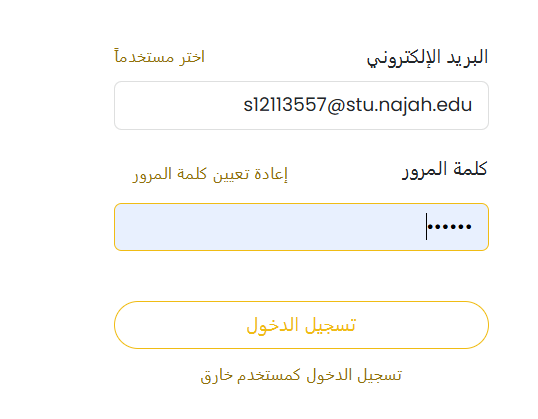 البريد الإلكتروني
اختر مستخدماً
s12113557@stu.najah.edu
كلمة المرور
إعادة تعيين كلمة المرور
••••••
تسجيل الدخول
تسجيل الدخول كمستخدم خارق